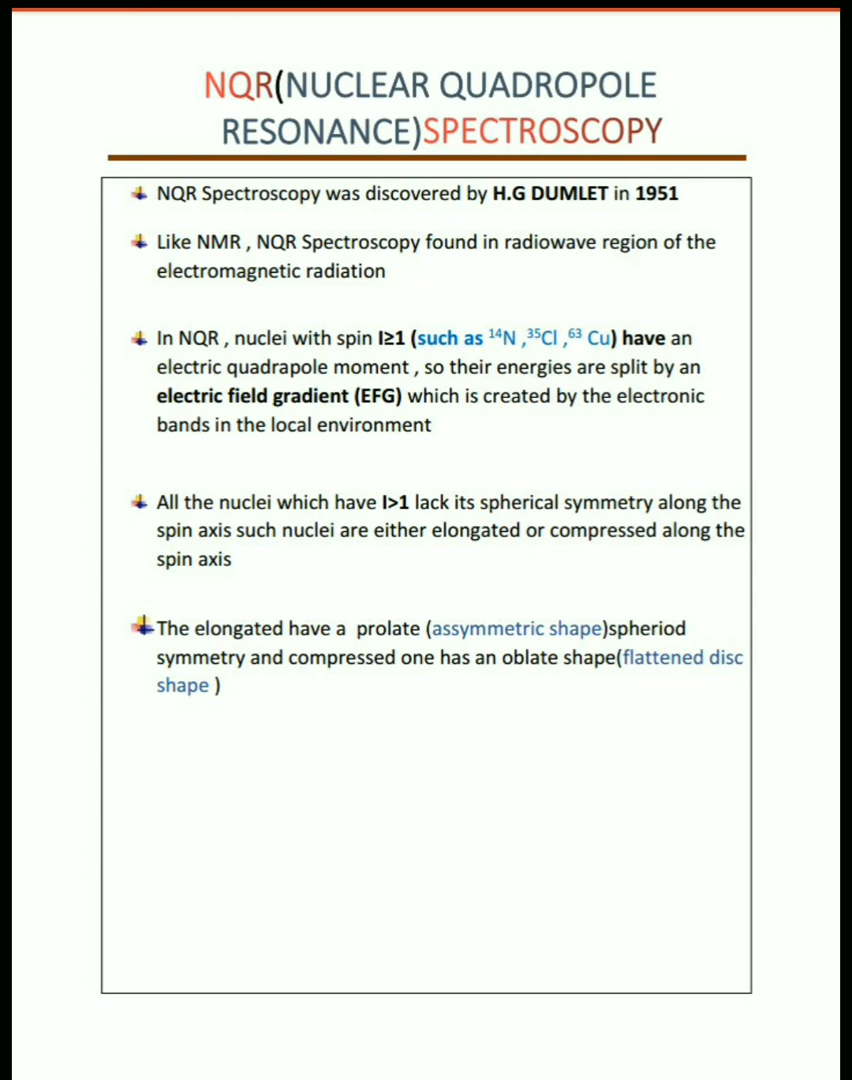 NQR(NUCLEAR QUADROPOLE
RESONANCE)SPECTROSCOPY
NQR Spectroscopy was discovered by H.G DUMLET in 1951
Like NMR , NQR Spectroscopy found in radiowave region of the
electromagnetic radiation
In NQR , nuclei with spin I≥1 (such as ¹⁴N ,³⁵Cl ,⁶³ Cu) have an
electric quadrapole moment , so their energies are split by an
electric field gradient (EFG) which is created by the electronic
bands in the local environment
All the nuclei which have I>1 lack its spherical symmetry along the
spin axis such nuclei are either elongated or compressed along the
spin axis
The elongated have a prolate (assymmetric shape)spheriod
symmetry and compressed one has an oblate shape(flattened disc
shape )